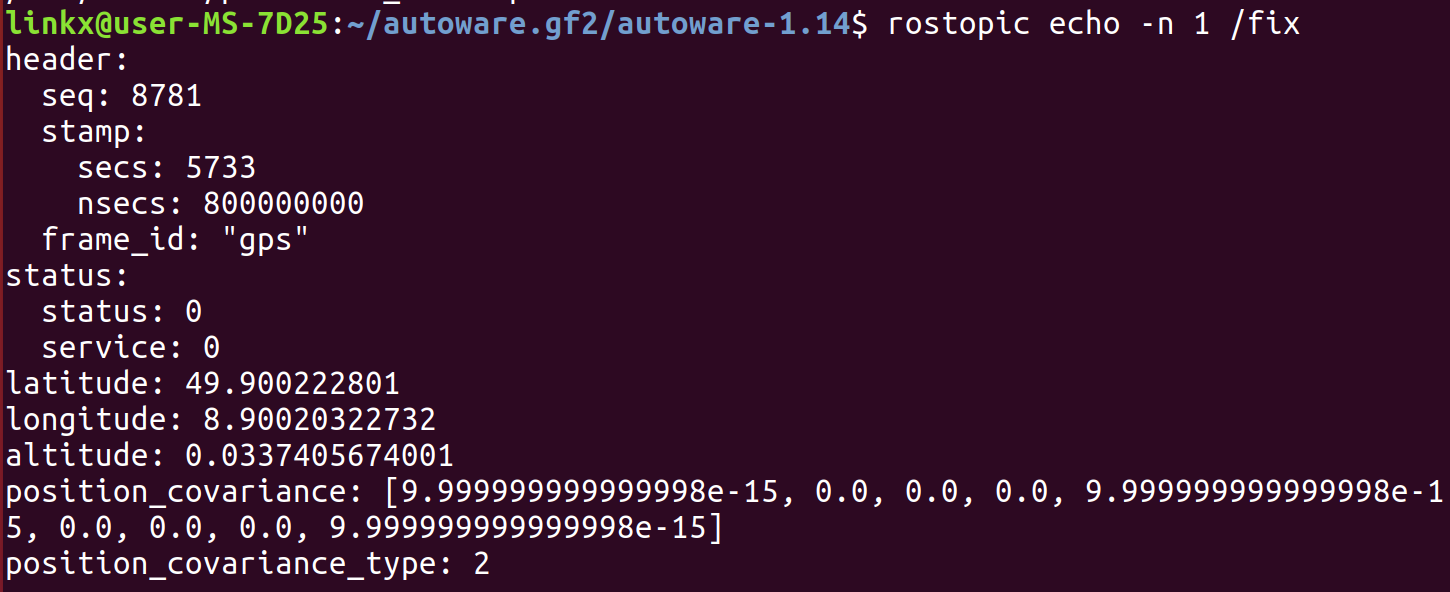 linkx@user-MS-7D25:~/autoware.gf2/autoware-1.14$ rostopic echo -n 1 /fix
header:
  seq: 8781
  stamp:
    secs: 5733
    nsecs: 800000000
  frame_id: "gps"
status:
  status: 0
  service: 0
latitude: 49.900222801
longitude: 8.90020322732
altitude: 0.0337405674001
position_covariance: [9.999999999999998e-15, 0.0, 0.0, 0.0, 9.999999999999998e-1
5, 0.0, 0.0, 0.0, 9.999999999999998e-15]
position_covariance_type: 2